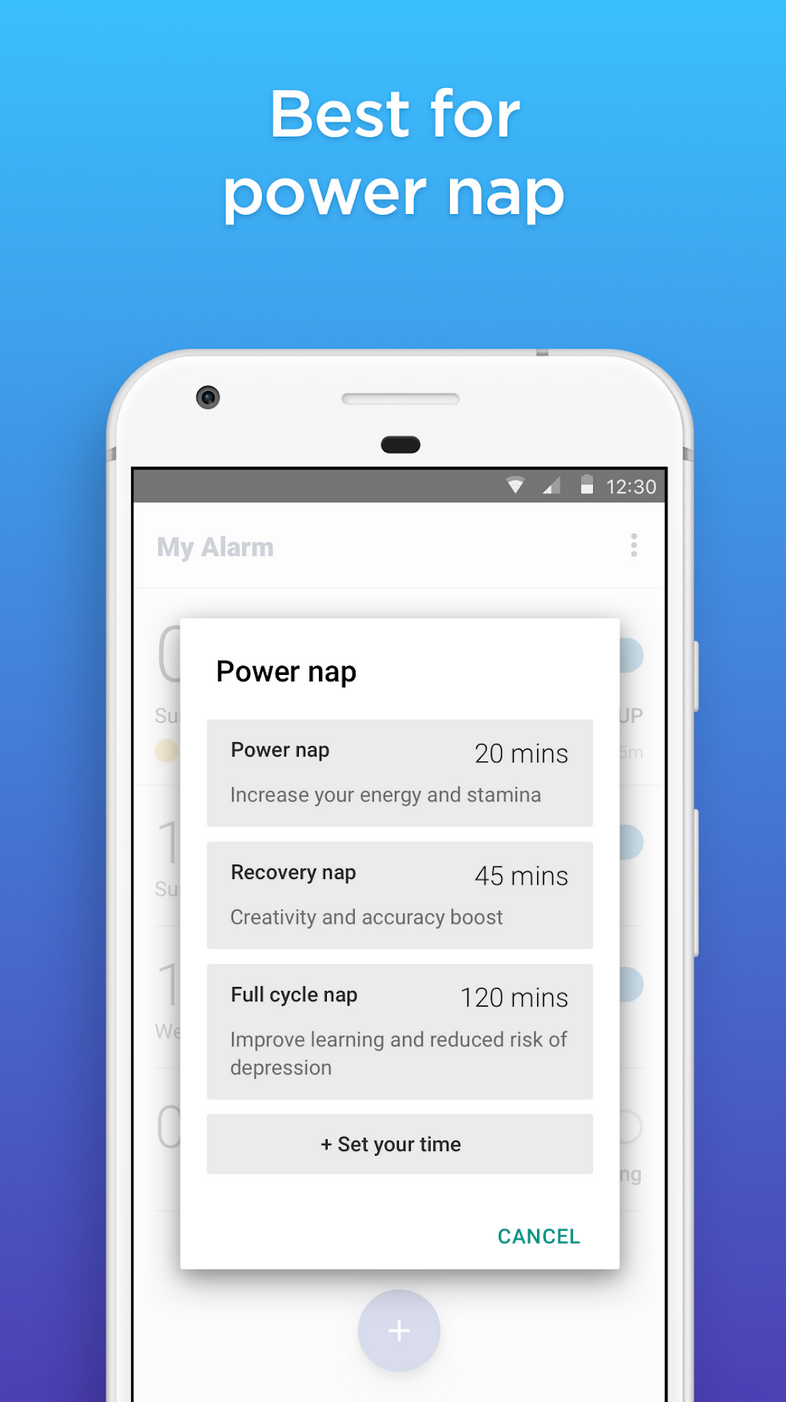 Best for
power nap
12:30
My Alarm
Power nap
Power nap 20 mins
Increase your energy and stamina
Recovery nap 45 mins
Creativity and accuracy boost
Full cycle nap 120 mins
Improve learning and reduced risk of
depression
+ Set your time
CANCEL
+